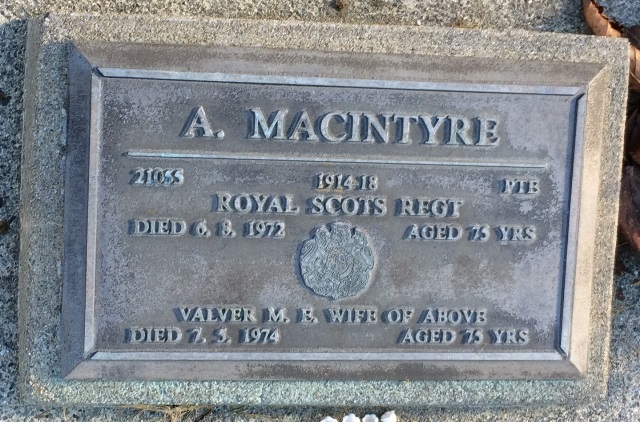 A. MACINTYRE
21055 1914-18 PTE
ROYAL SCOTS REGT
DIED 6. 8. 1972 AGED 75 YRS
VALVER M. E. WIFE OF ABOVE
DIED 7. 5. 1974 AGED 75 YRS